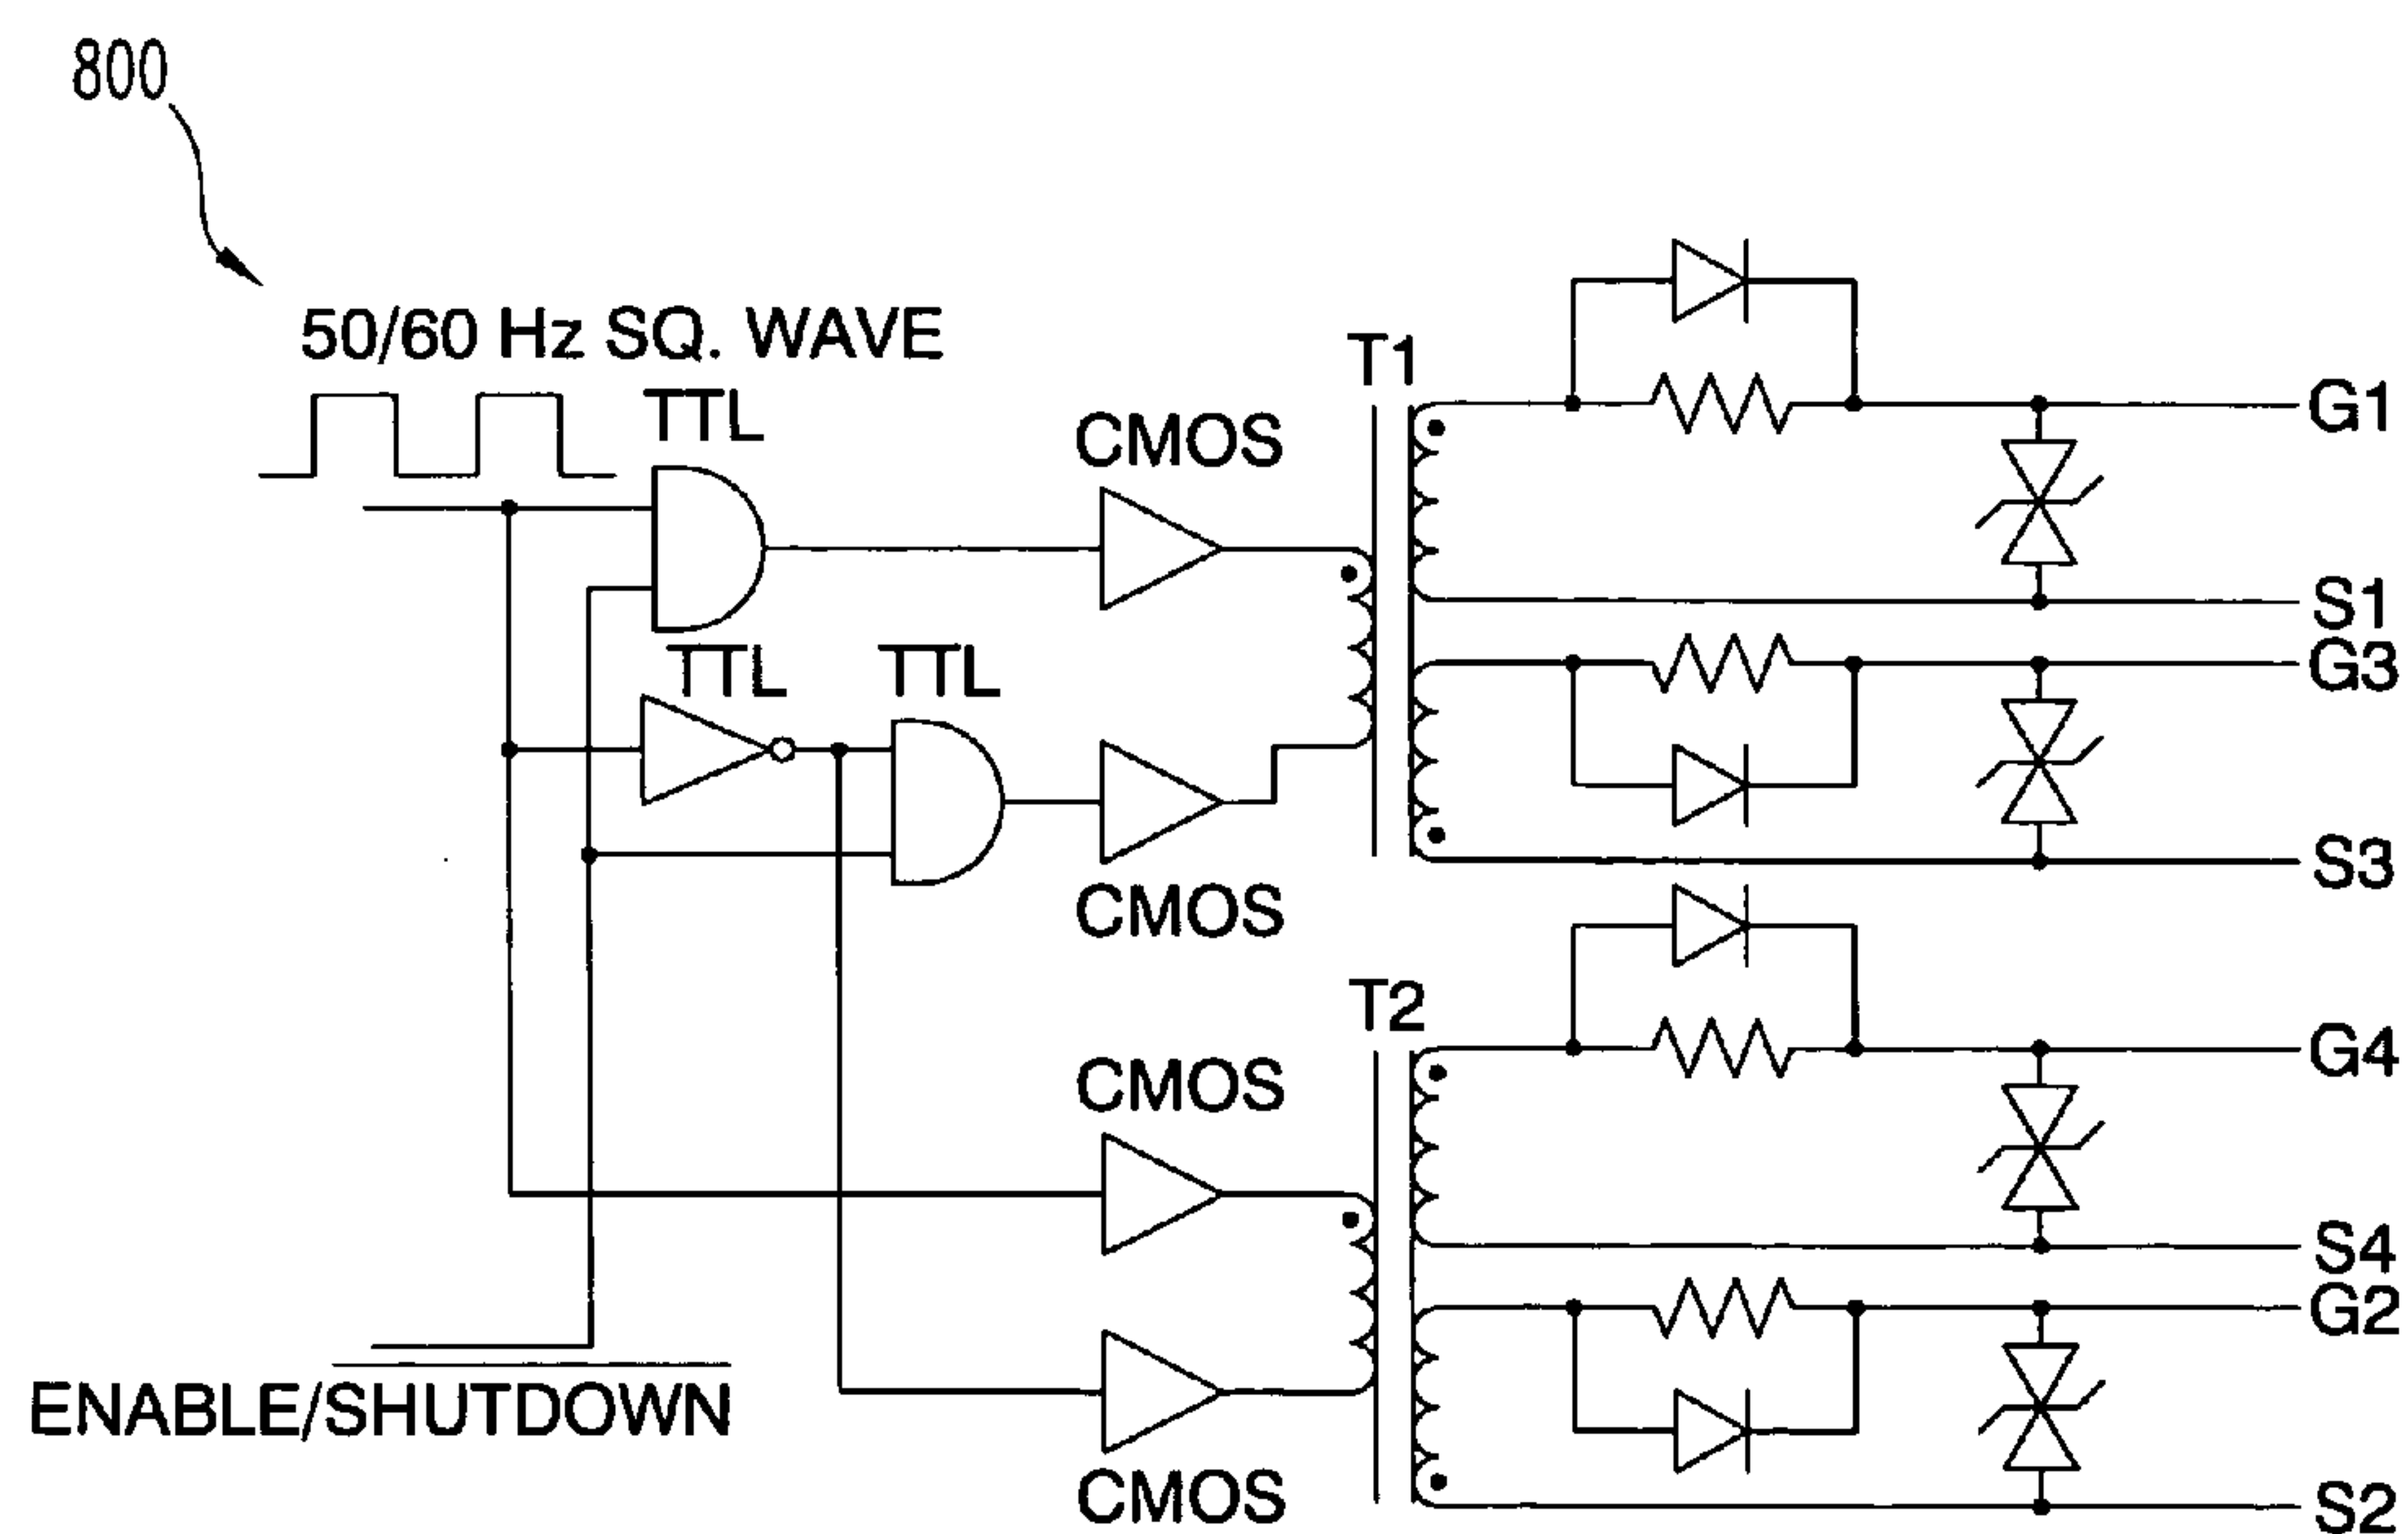 800
50/60 Hz SQ. WAVE
TTL
T1
CMOS
G1
S1
TTL
TTL
G3
CMOS
S3
T2
CMOS
G4
S4
G2
ENABLE/SHUTDOWN
CMOS
S2